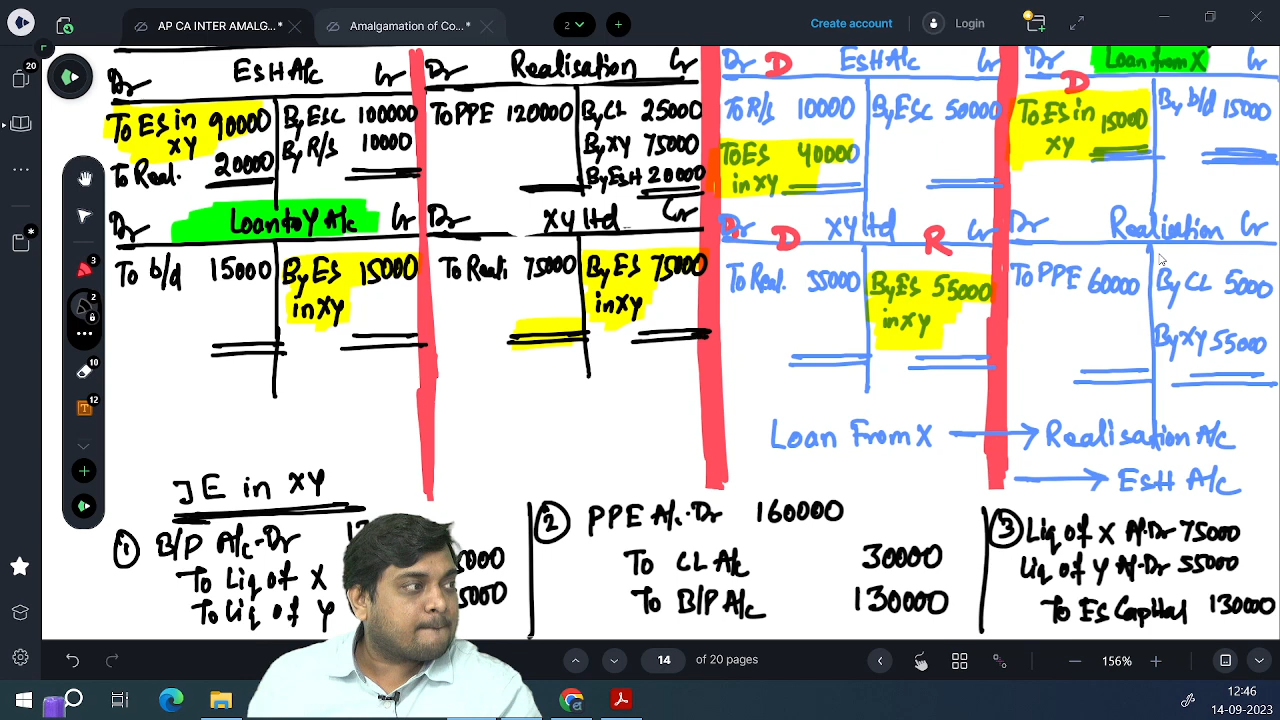 AP CA INTER AMALG...*
Amalgamation of Co...*
2
Create account
Login
20
Dr EsH A/c Cr
To Es in XY 90000 By Esc 100000
To Real. 20000 By R/s 10000
Dr Realisation Cr
To PPE 120000 By CL 25000
By XY 75000
By EsH 20000
Dr D EsH A/c Cr
To R/s 10000 By Esc 50000
To Es in XY 40000
Dr D Loan from X Cr
To Es in XY 15000 By b/d 15000
Dr Loan to Y A/c Cr
To b/d 15000 By Es in XY 15000
XY ltd Cr
To Reali 75000 By Es in XY 75000
D D XY ltd R Cr
To Real. 55000 By Es in XY 55000
Dr Realisation Cr
To PPE 60000 By CL 5000
By XY 55000
Loan From X → Realisation A/c
→ EsH A/c
JE in XY
① B/P A/c-Dr
To Liq of X
To Liq of Y
② PPE A/c-Dr 160000
To CL A/c 30000
To B/P A/c 130000
③ Liq of X A/c-Dr 75000
Liq of Y A/c-Dr 55000
To Es Capital 130000
3
2
10
12
14 of 20 pages
156%
12:46
14-09-2023